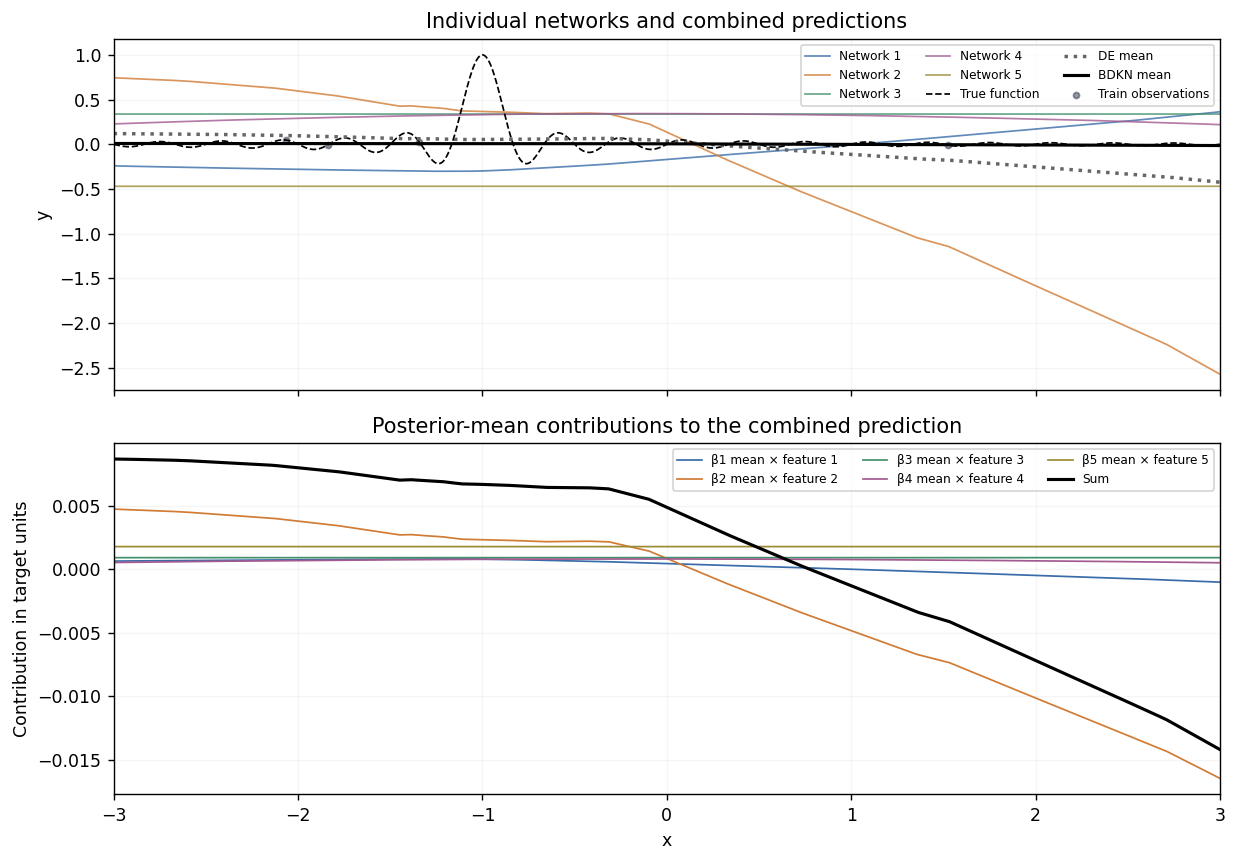 Individual networks and combined predictions
Network 1
Network 2
Network 3
Network 4
Network 5
True function
DE mean
BDKN mean
Train observations
1.0
0.5
0.0
−0.5
−1.0
−1.5
−2.0
−2.5
y
Posterior-mean contributions to the combined prediction
β1 mean × feature 1
β2 mean × feature 2
β3 mean × feature 3
β4 mean × feature 4
β5 mean × feature 5
Sum
0.005
0.000
−0.005
−0.010
−0.015
Contribution in target units
−3
−2
−1
0
1
2
3
x